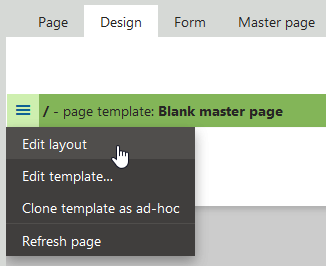 Page Design Form Master page
/ - page template: Blank master page
Edit layout
Edit template...
Clone template as ad-hoc
Refresh page